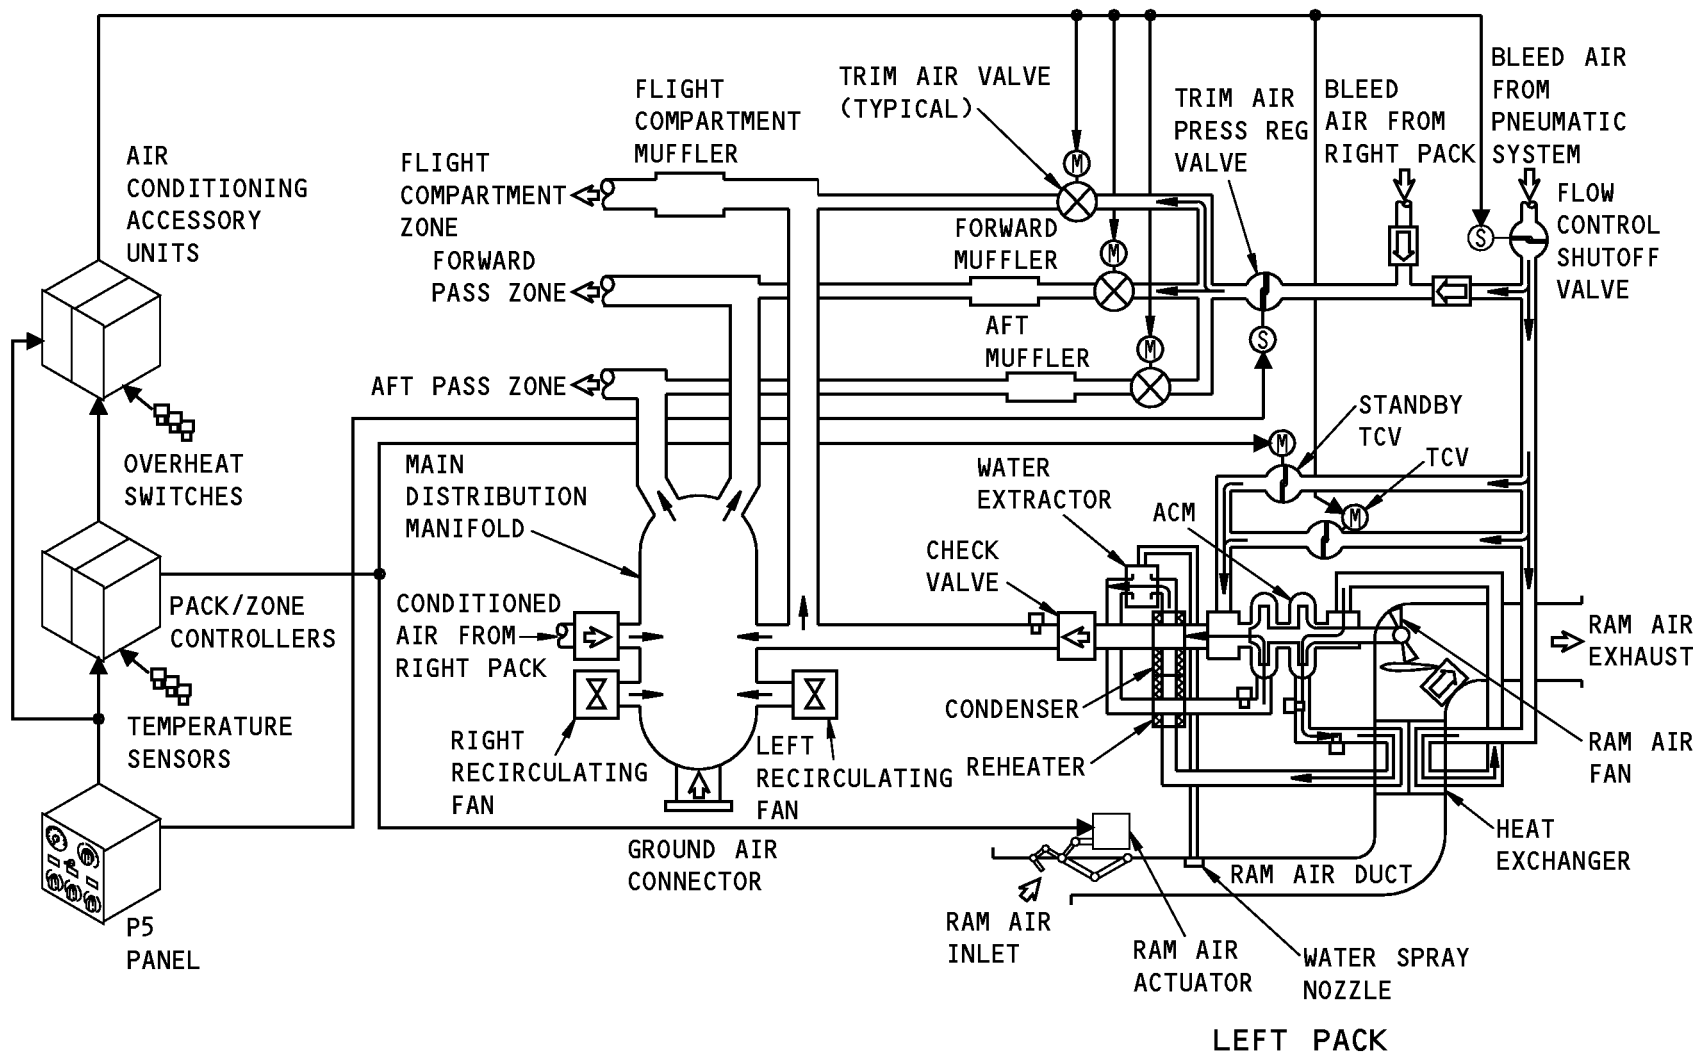 BLEED AIR
FROM
PNEUMATIC
SYSTEM
BLEED
AIR FROM
RIGHT PACK
TRIM AIR
PRESS REG
VALVE
TRIM AIR VALVE
(TYPICAL)
FLIGHT
COMPARTMENT
MUFFLER
AIR
CONDITIONING
ACCESSORY
UNITS
FLIGHT
COMPARTMENT
ZONE
M
FLOW
CONTROL
SHUTOFF
VALVE
S
FORWARD
MUFFLER
M
FORWARD
PASS ZONE
AFT
MUFFLER
M
S
AFT PASS ZONE
STANDBY
TCV
M
TCV
M
OVERHEAT
SWITCHES
MAIN
DISTRIBUTION
MANIFOLD
WATER
EXTRACTOR
ACM
CHECK
VALVE
PACK/ZONE
CONTROLLERS
CONDITIONED
AIR FROM
RIGHT PACK
RAM AIR
EXHAUST
CONDENSER
TEMPERATURE
SENSORS
RIGHT
RECIRCULATING
FAN
LEFT
RECIRCULATING
FAN
REHEATER
RAM AIR
FAN
HEAT
EXCHANGER
GROUND AIR
CONNECTOR
RAM AIR DUCT
P5
PANEL
RAM AIR
INLET
RAM AIR
ACTUATOR
WATER SPRAY
NOZZLE
LEFT PACK